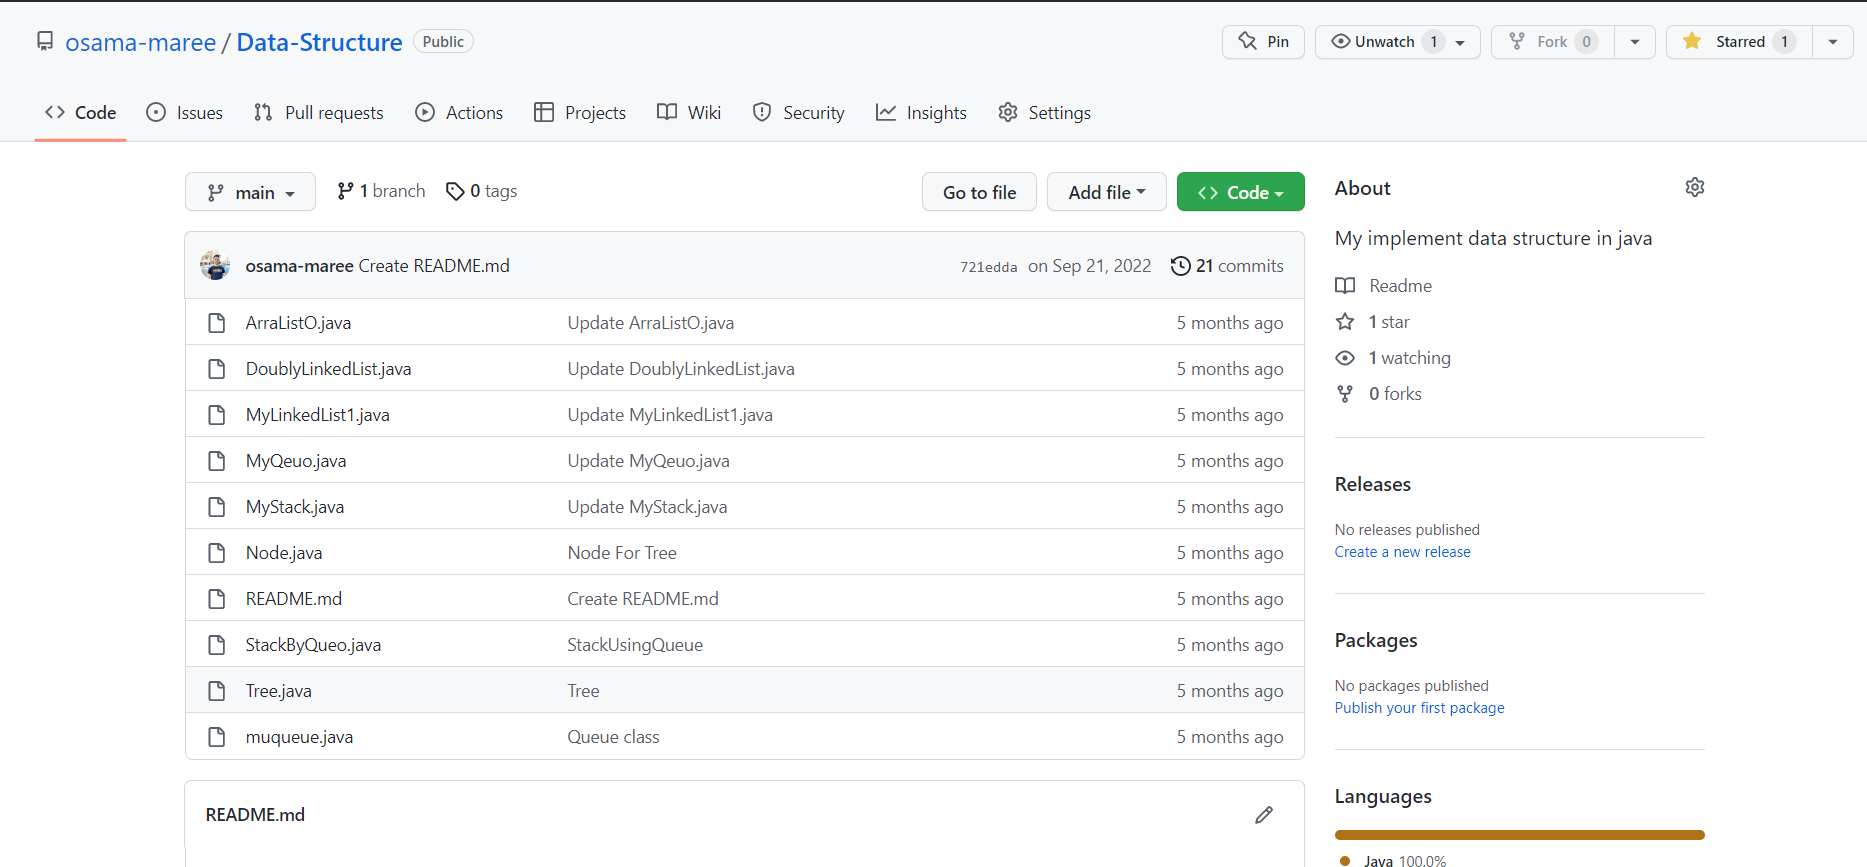 osama-maree / Data-Structure Public
Pin Unwatch 1 Fork 0 Starred 1
Code Issues Pull requests Actions Projects Wiki Security Insights Settings
main 1 branch 0 tags Go to file Add file Code
osama-maree Create README.md 721edda on Sep 21, 2022 21 commits
ArraListO.java Update ArraListO.java 5 months ago
DoublyLinkedList.java Update DoublyLinkedList.java 5 months ago
MyLinkedList1.java Update MyLinkedList1.java 5 months ago
MyQeuo.java Update MyQeuo.java 5 months ago
MyStack.java Update MyStack.java 5 months ago
Node.java Node For Tree 5 months ago
README.md Create README.md 5 months ago
StackByQueo.java StackUsingQueue 5 months ago
Tree.java Tree 5 months ago
muqueue.java Queue class 5 months ago
README.md
About
My implement data structure in java
Readme
1 star
1 watching
0 forks
Releases
No releases published
Create a new release
Packages
No packages published
Publish your first package
Languages
Java 100.0%